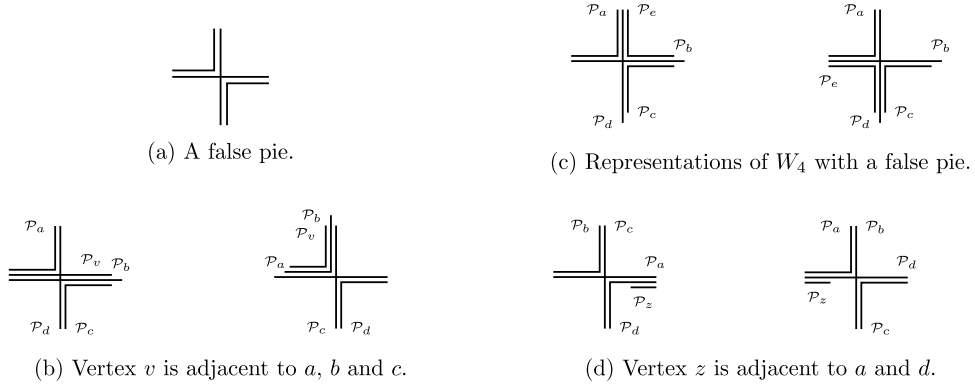 𝒫a 𝒫e
𝒫b
𝒫d 𝒫c
𝒫a 𝒫b
𝒫e
𝒫d 𝒫c
(a) A false pie.
(c) Representations of W₄ with a false pie.
𝒫a
𝒫v 𝒫b
𝒫d 𝒫c
𝒫b
𝒫v
𝒫a
𝒫c 𝒫d
𝒫b 𝒫c
𝒫a
𝒫z
𝒫d
𝒫a 𝒫b
𝒫d
𝒫z
𝒫c
(b) Vertex v is adjacent to a, b and c.
(d) Vertex z is adjacent to a and d.